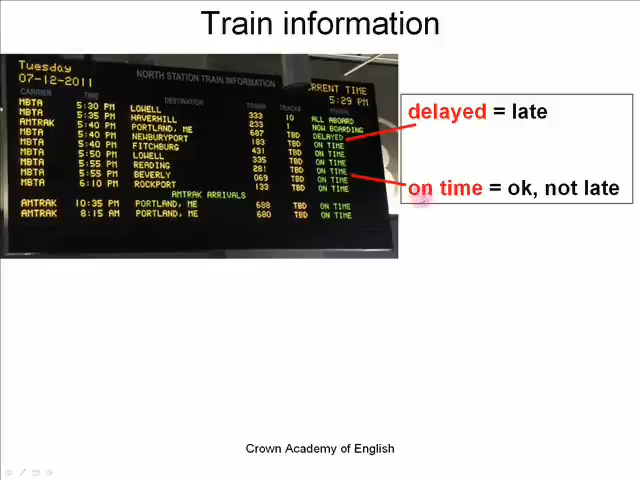 Train information
Tuesday
07-12-2011
NORTH STATION TRAIN INFORMATION
CURRENT TIME
5:29 PM
CARRIER TIME DESTINATION TRAIN# TRACK# STATUS
MBTA 5:30 PM LOWELL 333 10 ALL ABOARD
MBTA 5:35 PM HAVERHILL 233 1 NOW BOARDING
AMTRAK 5:40 PM PORTLAND, ME 687 TBD DELAYED
MBTA 5:40 PM NEWBURYPORT 183 TBD ON TIME
MBTA 5:40 PM FITCHBURG 431 TBD ON TIME
MBTA 5:50 PM LOWELL 335 TBD ON TIME
MBTA 5:55 PM READING 281 TBD ON TIME
MBTA 5:55 PM BEVERLY 069 TBD ON TIME
MBTA 6:10 PM ROCKPORT 133 TBD ON TIME
AMTRAK ARRIVALS
AMTRAK 10:35 PM PORTLAND, ME 688 TBD ON TIME
AMTRAK 8:15 AM PORTLAND, ME 680 TBD ON TIME
delayed = late
on time = ok, not late
Crown Academy of English